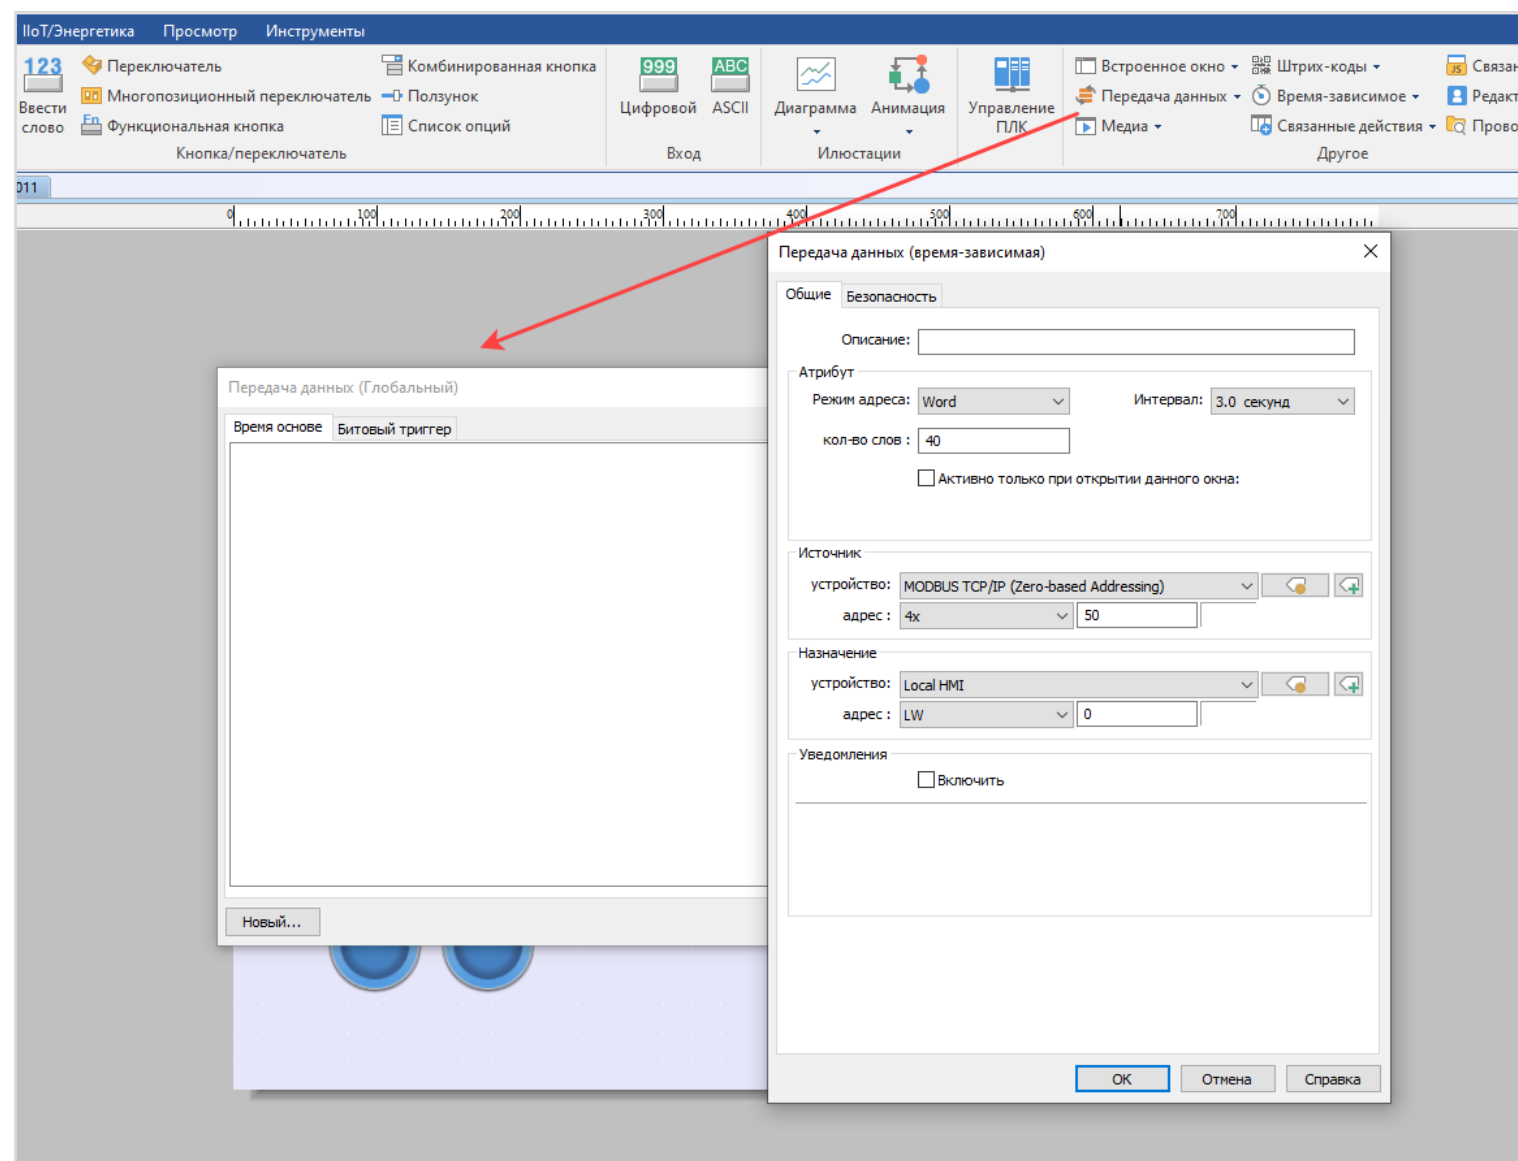 IIoT/Энергетика Просмотр Инструменты
123 Переключатель Комбинированная кнопка 999 ABC Встроенное окно Штрих-коды JS Связан
Ввести слово Многопозиционный переключатель Ползунок Цифровой ASCII Диаграмма Анимация Управление ПЛК Передача данных Время-зависимое Редакт
Fn Функциональная кнопка Список опций Медиа Связанные действия Прово
Кнопка/переключатель Вход Илюстации Другое
011
0 100 200 300 400 500 600 700
Передача данных (время-зависимая)
Общие Безопасность
Описание:
Атрибут
Режим адреса: Word Интервал: 3.0 секунд
кол-во слов : 40
Активно только при открытии данного окна:
Источник
устройство: MODBUS TCP/IP (Zero-based Addressing)
адрес : 4x 50
Назначение
устройство: Local HMI
адрес : LW 0
Уведомления
Включить
OK Отмена Справка
Передача данных (Глобальный)
Время основе Битовый триггер
Новый...